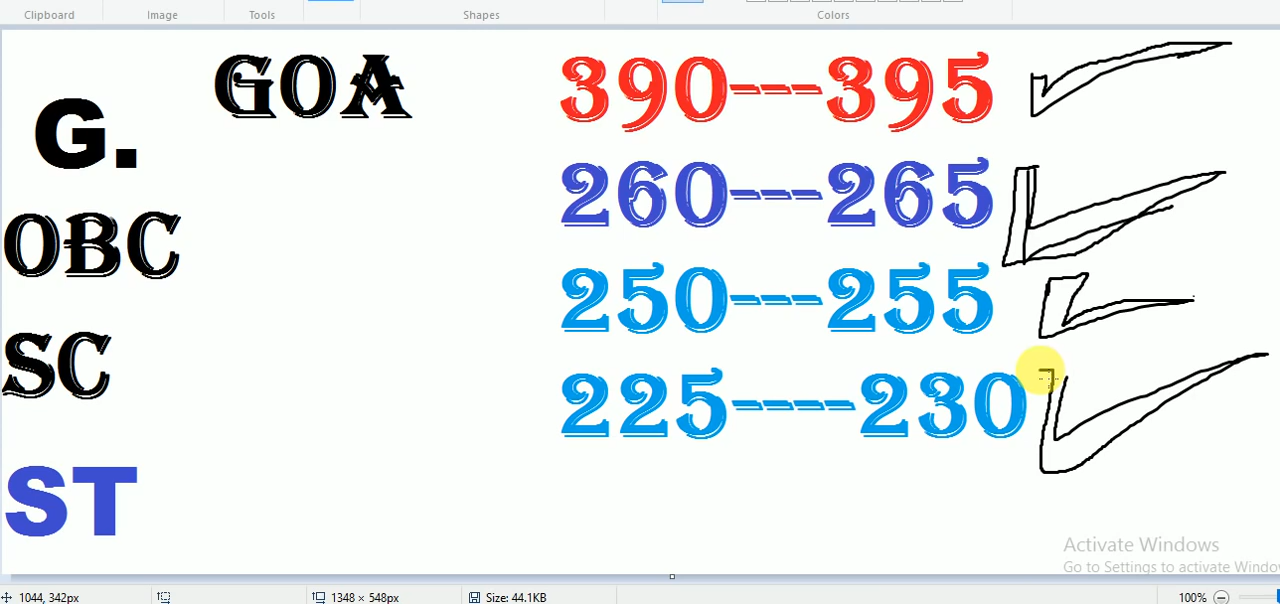 Clipboard Image Tools Shapes Colors
GOA 390---395
G.
260---265
OBC
250---255
SC
225----230
ST
Activate Windows
Go to Settings to activate Windows
1044, 342px 1348 × 548px Size: 44.1KB 100%